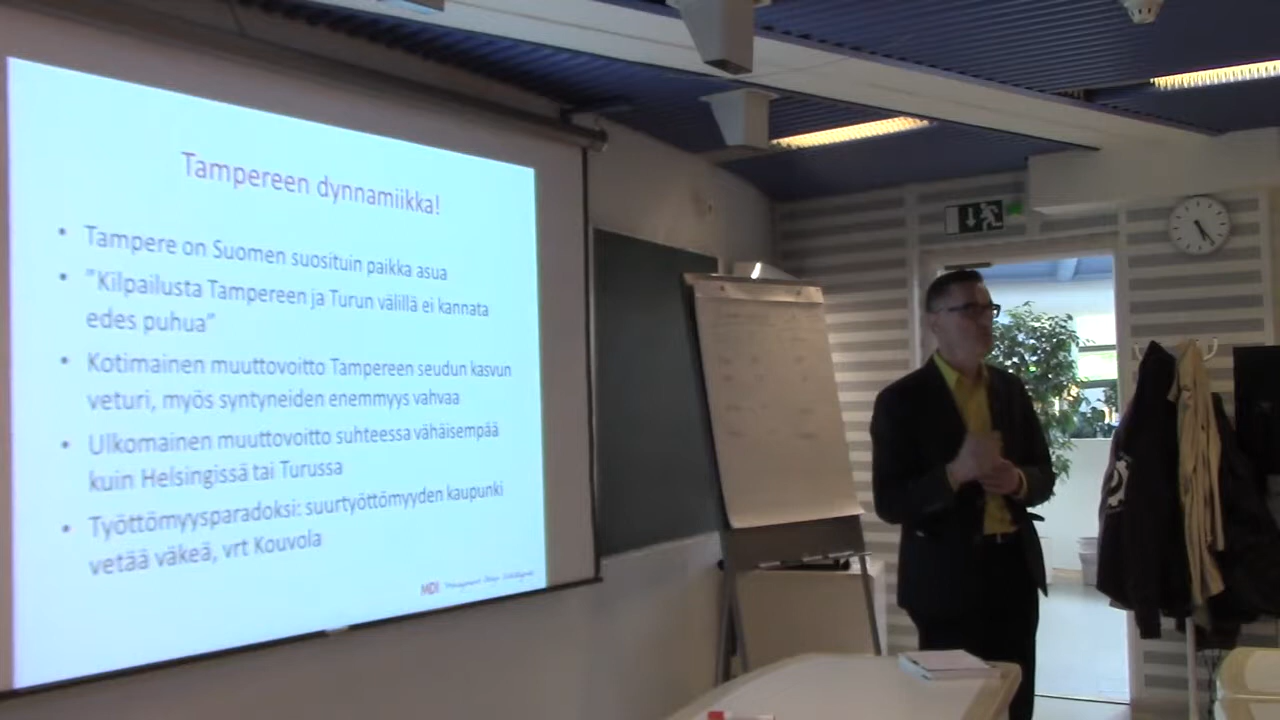 Tampereen dynnamiikka!
• Tampere on Suomen suosituin paikka asua
• "Kilpailusta Tampereen ja Turun välillä ei kannata
edes puhua"
• Kotimainen muuttovoitto Tampereen seudun kasvun
veturi, myös syntyneiden enemmyys vahvaa
• Ulkomainen muuttovoitto suhteessa vähäisempää
kuin Helsingissä tai Turussa
• Työttömyysparadoksi: suurtyöttömyyden kaupunki
vetää väkeä, vrt Kouvola
MDI